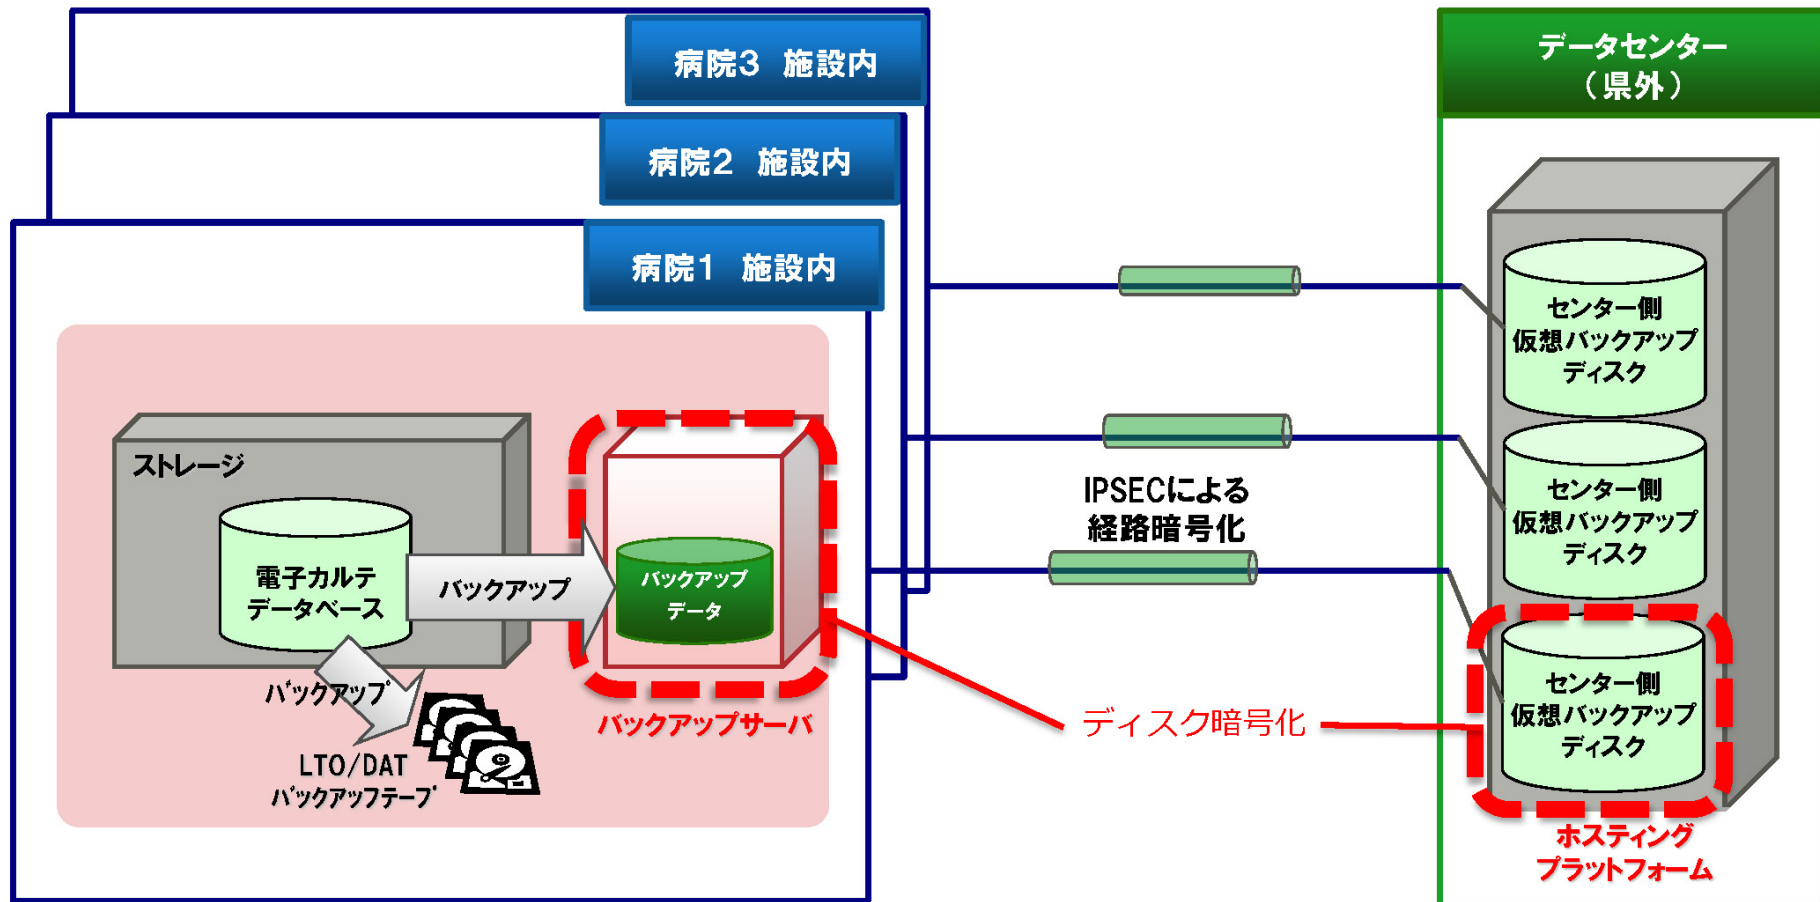 病院3 施設内
病院2 施設内
病院1 施設内
データセンター
（県外）
ストレージ
電子カルテ
データベース
バックアップ
バックアップ
データ
バックアップ
LTO/DAT
バックアップテープ
バックアップサーバ
IPSECによる
経路暗号化
ディスク暗号化
センター側
仮想バックアップ
ディスク
センター側
仮想バックアップ
ディスク
センター側
仮想バックアップ
ディスク
ホスティング
プラットフォーム